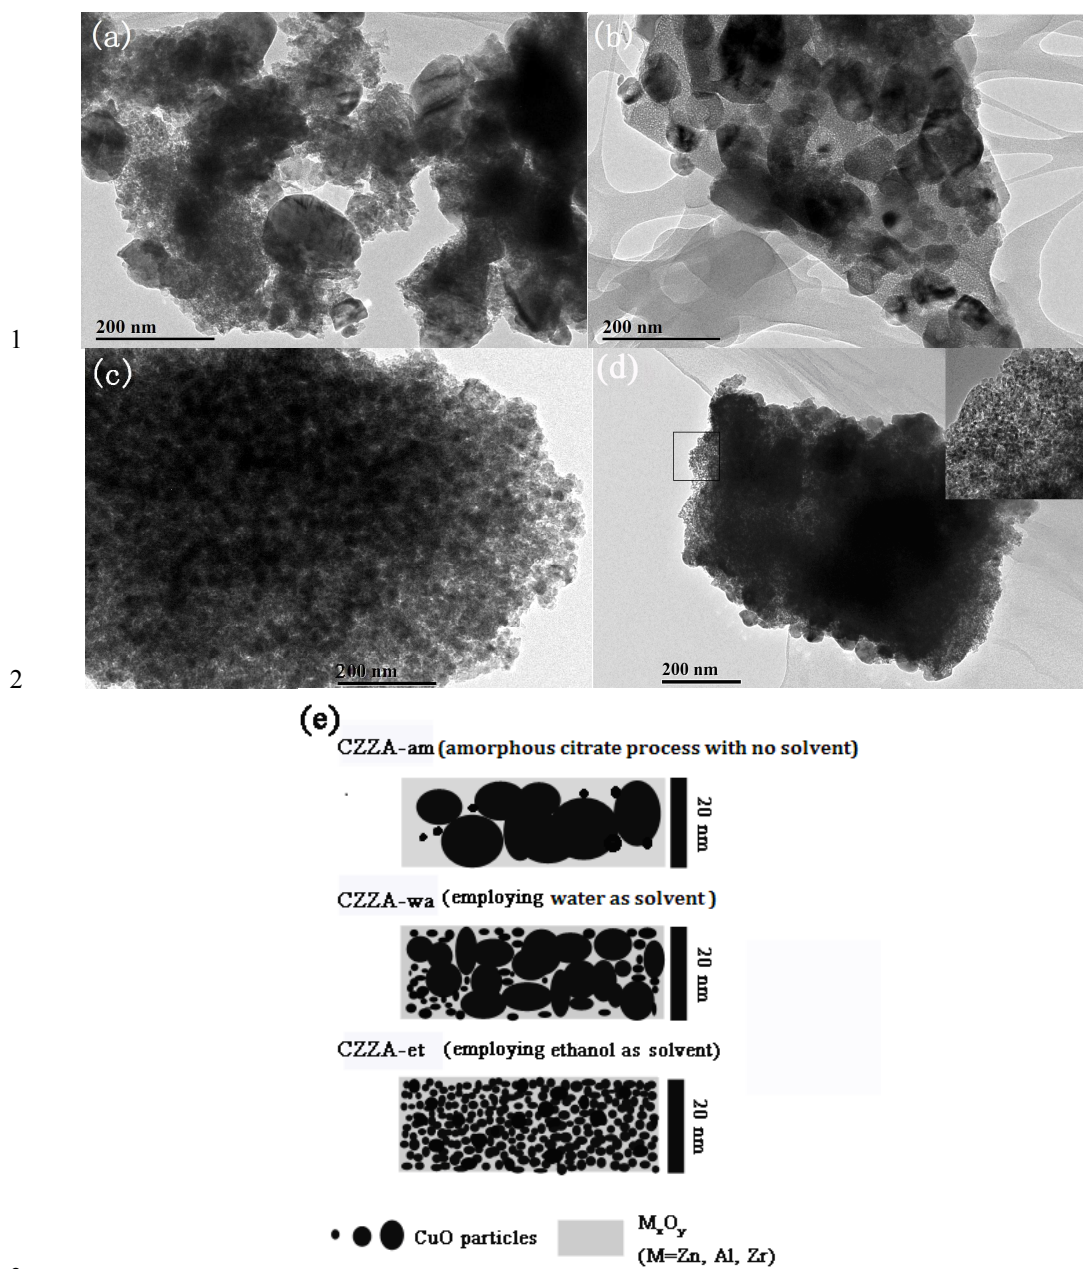 (a)
(b)
200 nm
200 nm
1
(c)
(d)
200 nm
200 nm
2
(e)
CZZA-am (amorphous citrate process with no solvent)
20 nm
CZZA-wa (employing water as solvent)
20 nm
CZZA-et (employing ethanol as solvent)
20 nm
CuO particles
MxOy
(M=Zn, Al, Zr)